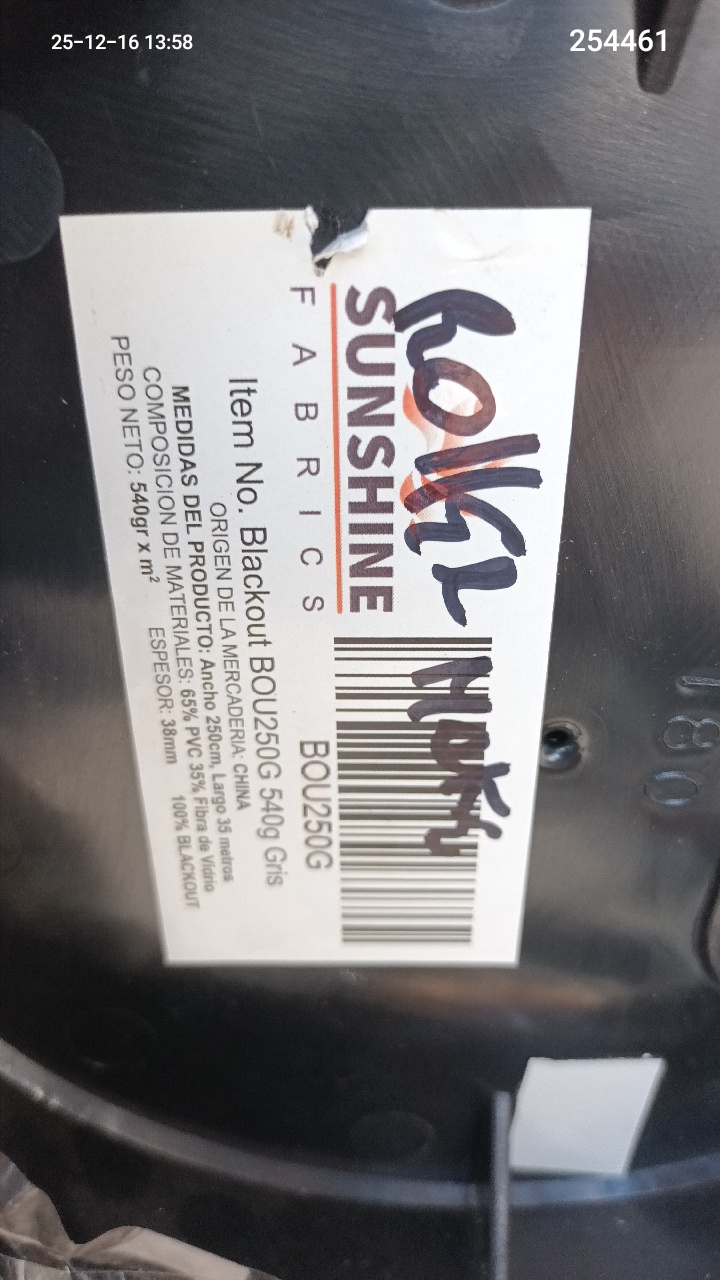 25-12-16 13:58
254461
SUNSHINE
FABRICS
BOU250G
Item No. Blackout BOU250G 540g Gris
ORIGEN DE LA MERCADERIA: CHINA
MEDIDAS DEL PRODUCTO: Ancho 250cm, Largo 35 metros
COMPOSICION DE MATERIALES: 65% PVC 35% Fibra de Vidrio
PESO NETO: 540gr x m² ESPESOR: 38mm 100% BLACKOUT
180